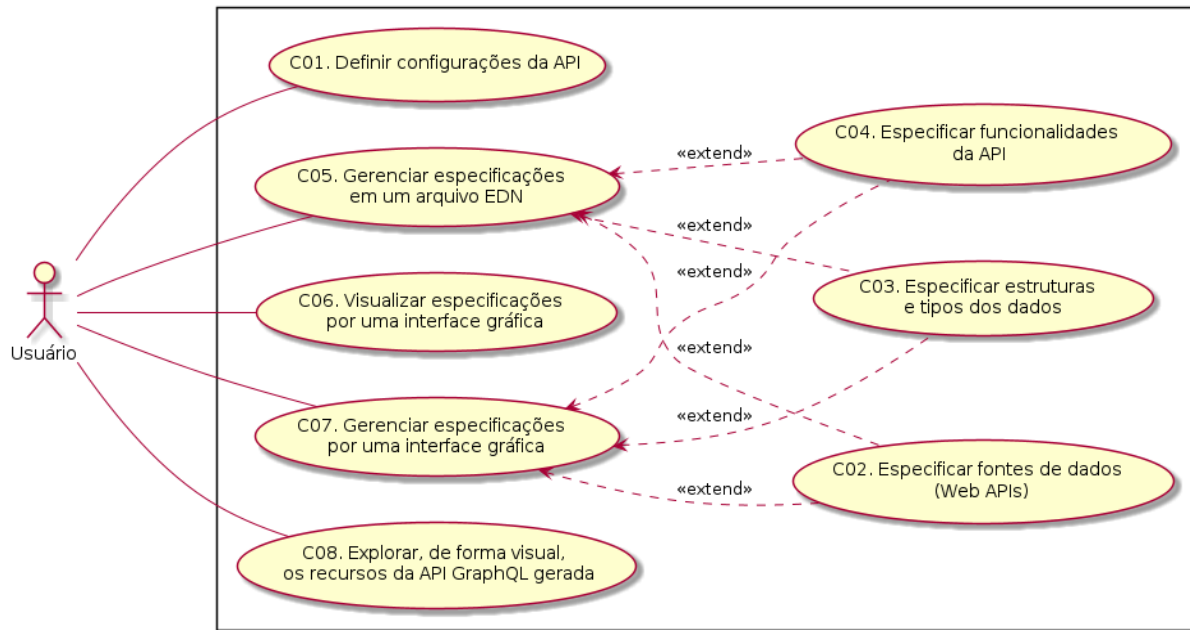 C01. Definir configurações da API
C04. Especificar funcionalidades
da API
«extend»
C05. Gerenciar especificações
em um arquivo EDN
«extend»
«extend»
C03. Especificar estruturas
e tipos dos dados
C06. Visualizar especificações
por uma interface gráfica
Usuário
«extend»
«extend»
C07. Gerenciar especificações
por uma interface gráfica
C02. Especificar fontes de dados
(Web APIs)
«extend»
C08. Explorar, de forma visual,
os recursos da API GraphQL gerada